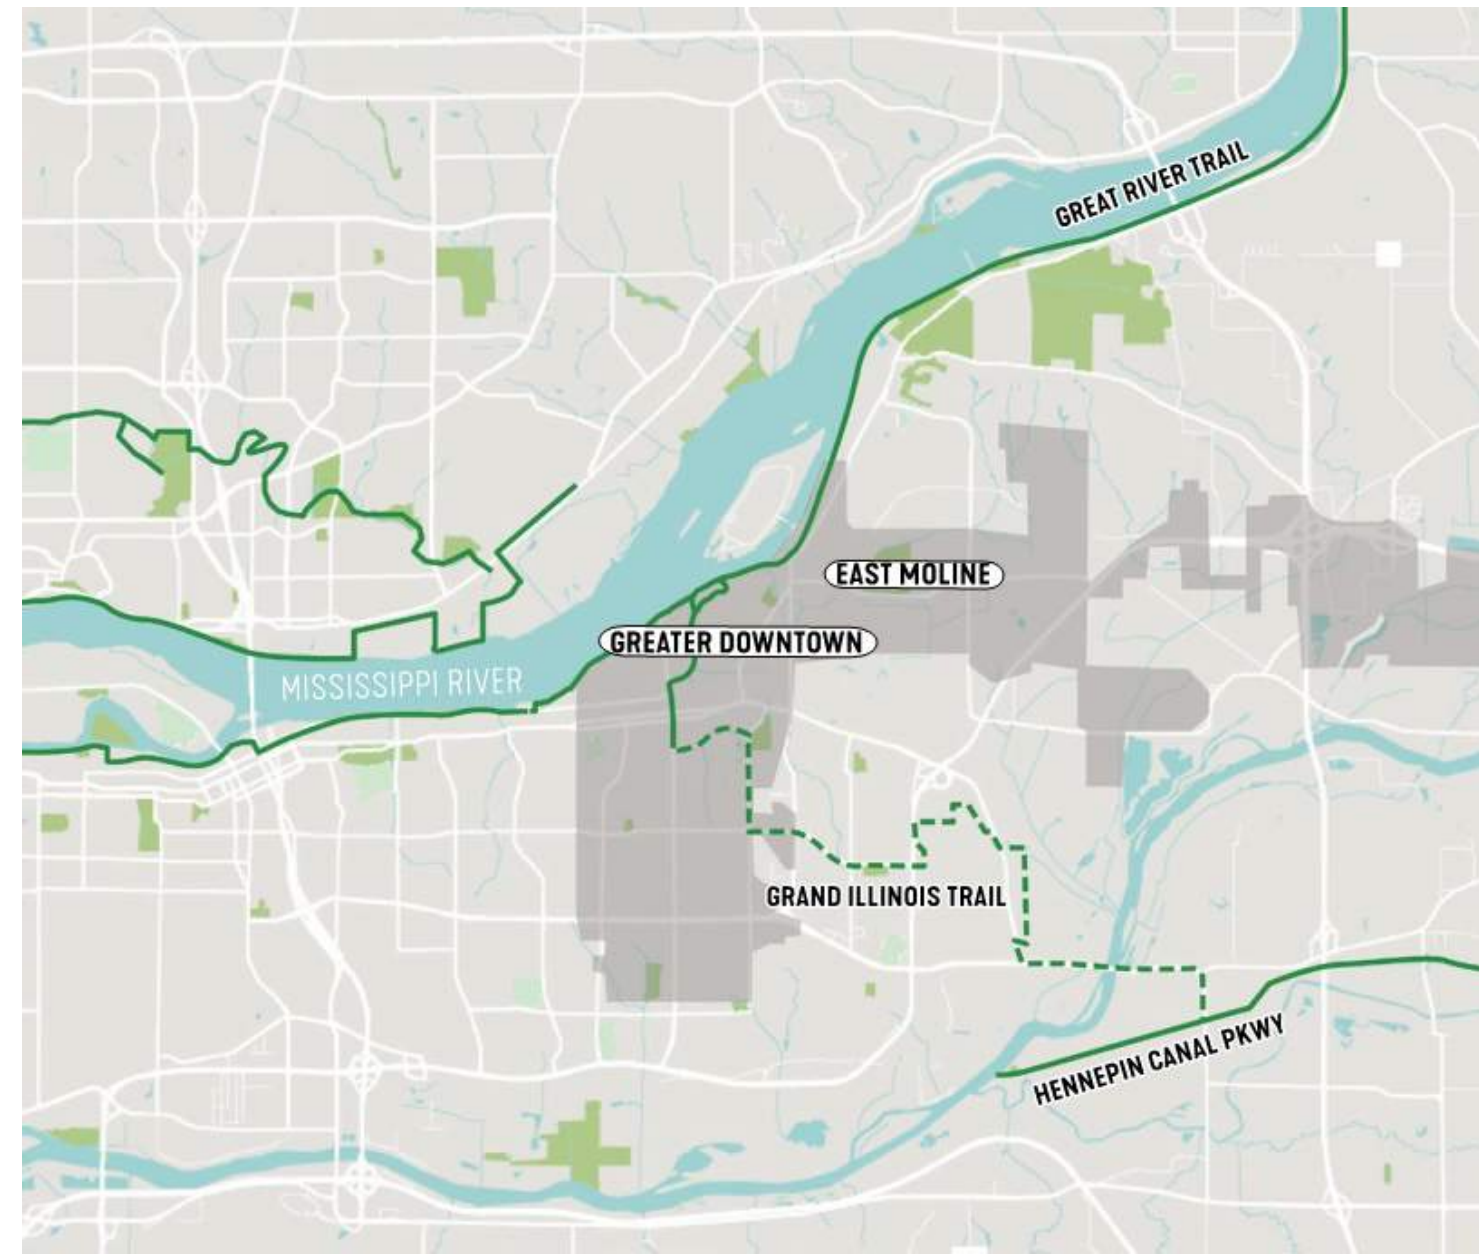 GREAT RIVER TRAIL
EAST MOLINE
GREATER DOWNTOWN
MISSISSIPPI RIVER
GRAND ILLINOIS TRAIL
HENNEPIN CANAL PKWY